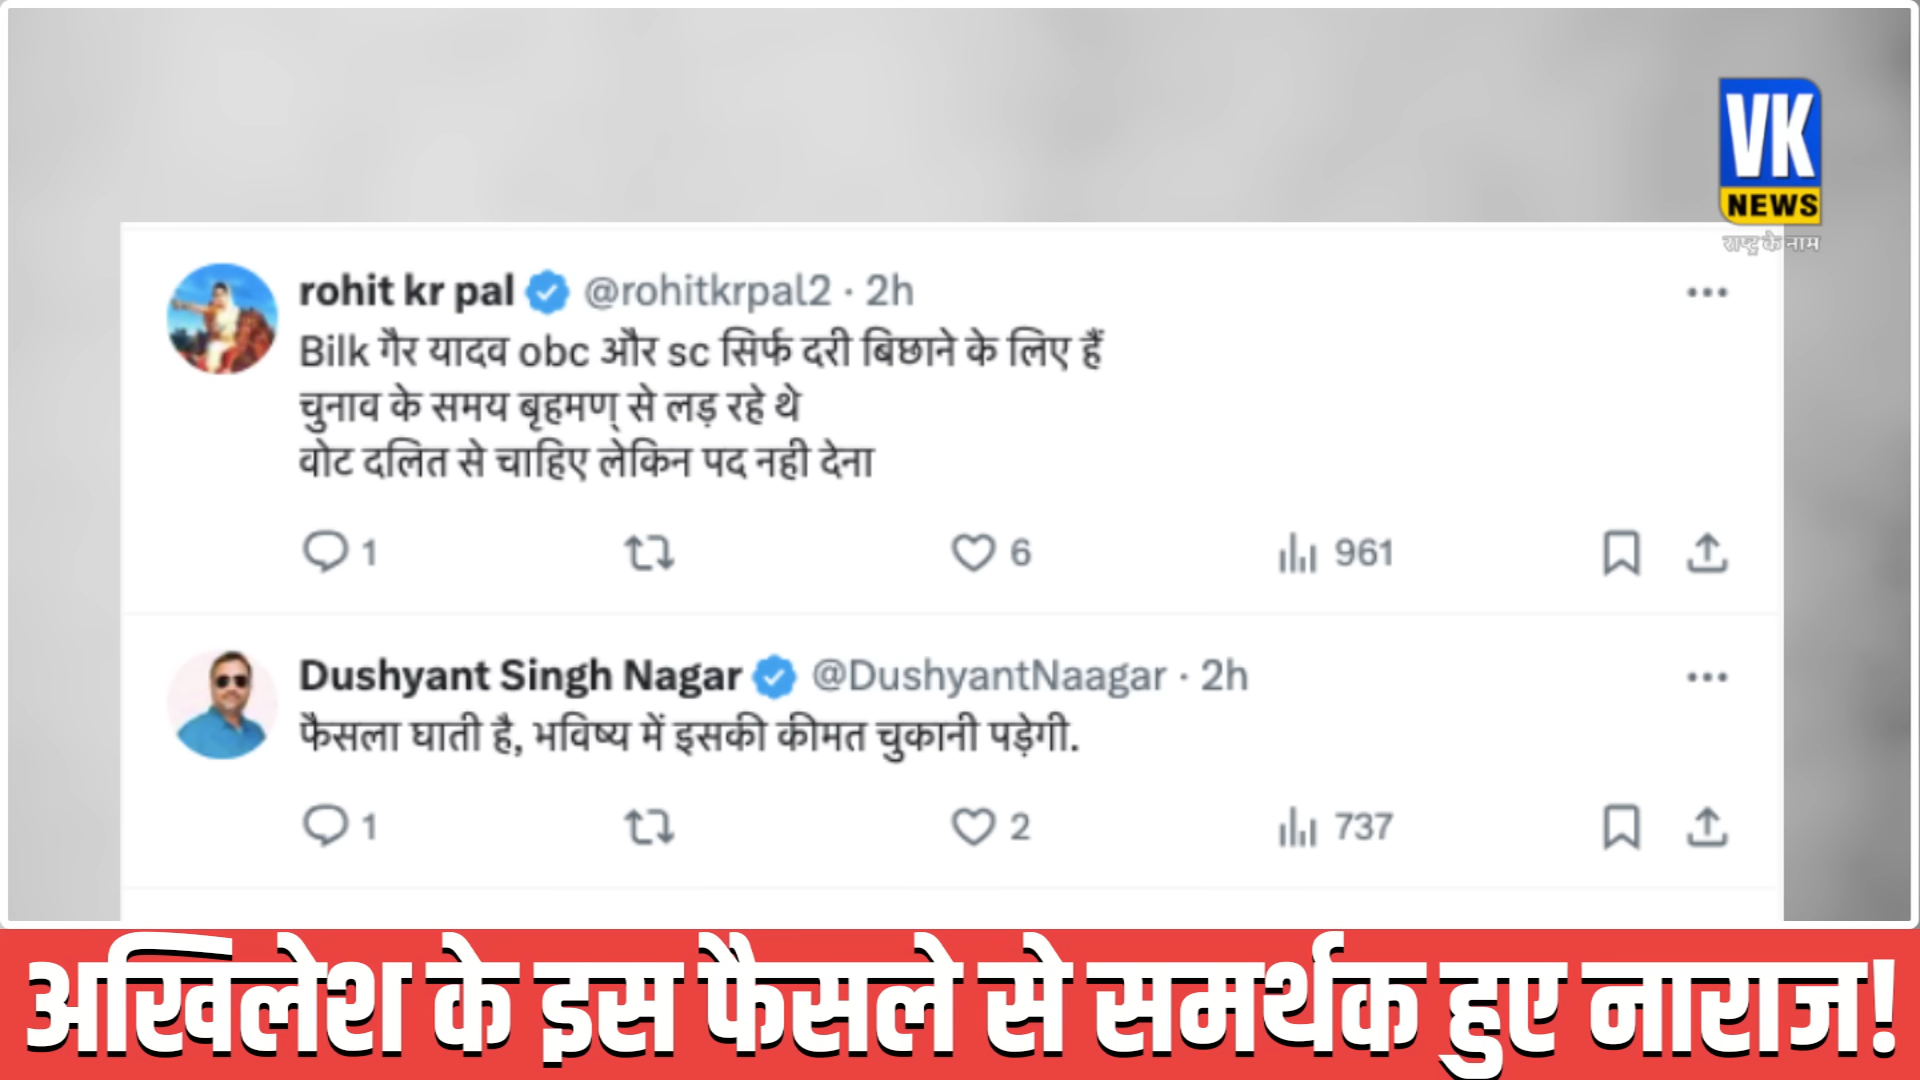 VK
NEWS
राष्ट्र के नाम
rohit kr pal @rohitkrpal2 · 2h
Bilk गैर यादव obc और sc सिर्फ दरी बिछाने के लिए हैं
चुनाव के समय बृहमण् से लड़ रहे थे
वोट दलित से चाहिए लेकिन पद नही देना
1 6 961
Dushyant Singh Nagar @DushyantNaagar · 2h
फैसला घाती है, भविष्य में इसकी कीमत चुकानी पड़ेगी.
1 2 737
अखिलेश के इस फैसले से समर्थक हुए नाराज!